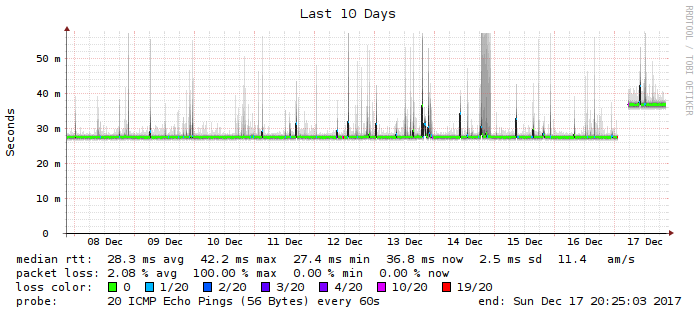 Last 10 Days
RRDTOOL / TOBI OETIKER
Seconds
50 m
40 m
30 m
20 m
10 m
0
08 Dec 09 Dec 10 Dec 11 Dec 12 Dec 13 Dec 14 Dec 15 Dec 16 Dec 17 Dec
median rtt: 28.3 ms avg 42.2 ms max 27.4 ms min 36.8 ms now 2.5 ms sd 11.4 am/s
packet loss: 2.08 % avg 100.00 % max 0.00 % min 0.00 % now
loss color: 0 1/20 2/20 3/20 4/20 10/20 19/20
probe: 20 ICMP Echo Pings (56 Bytes) every 60s end: Sun Dec 17 20:25:03 2017